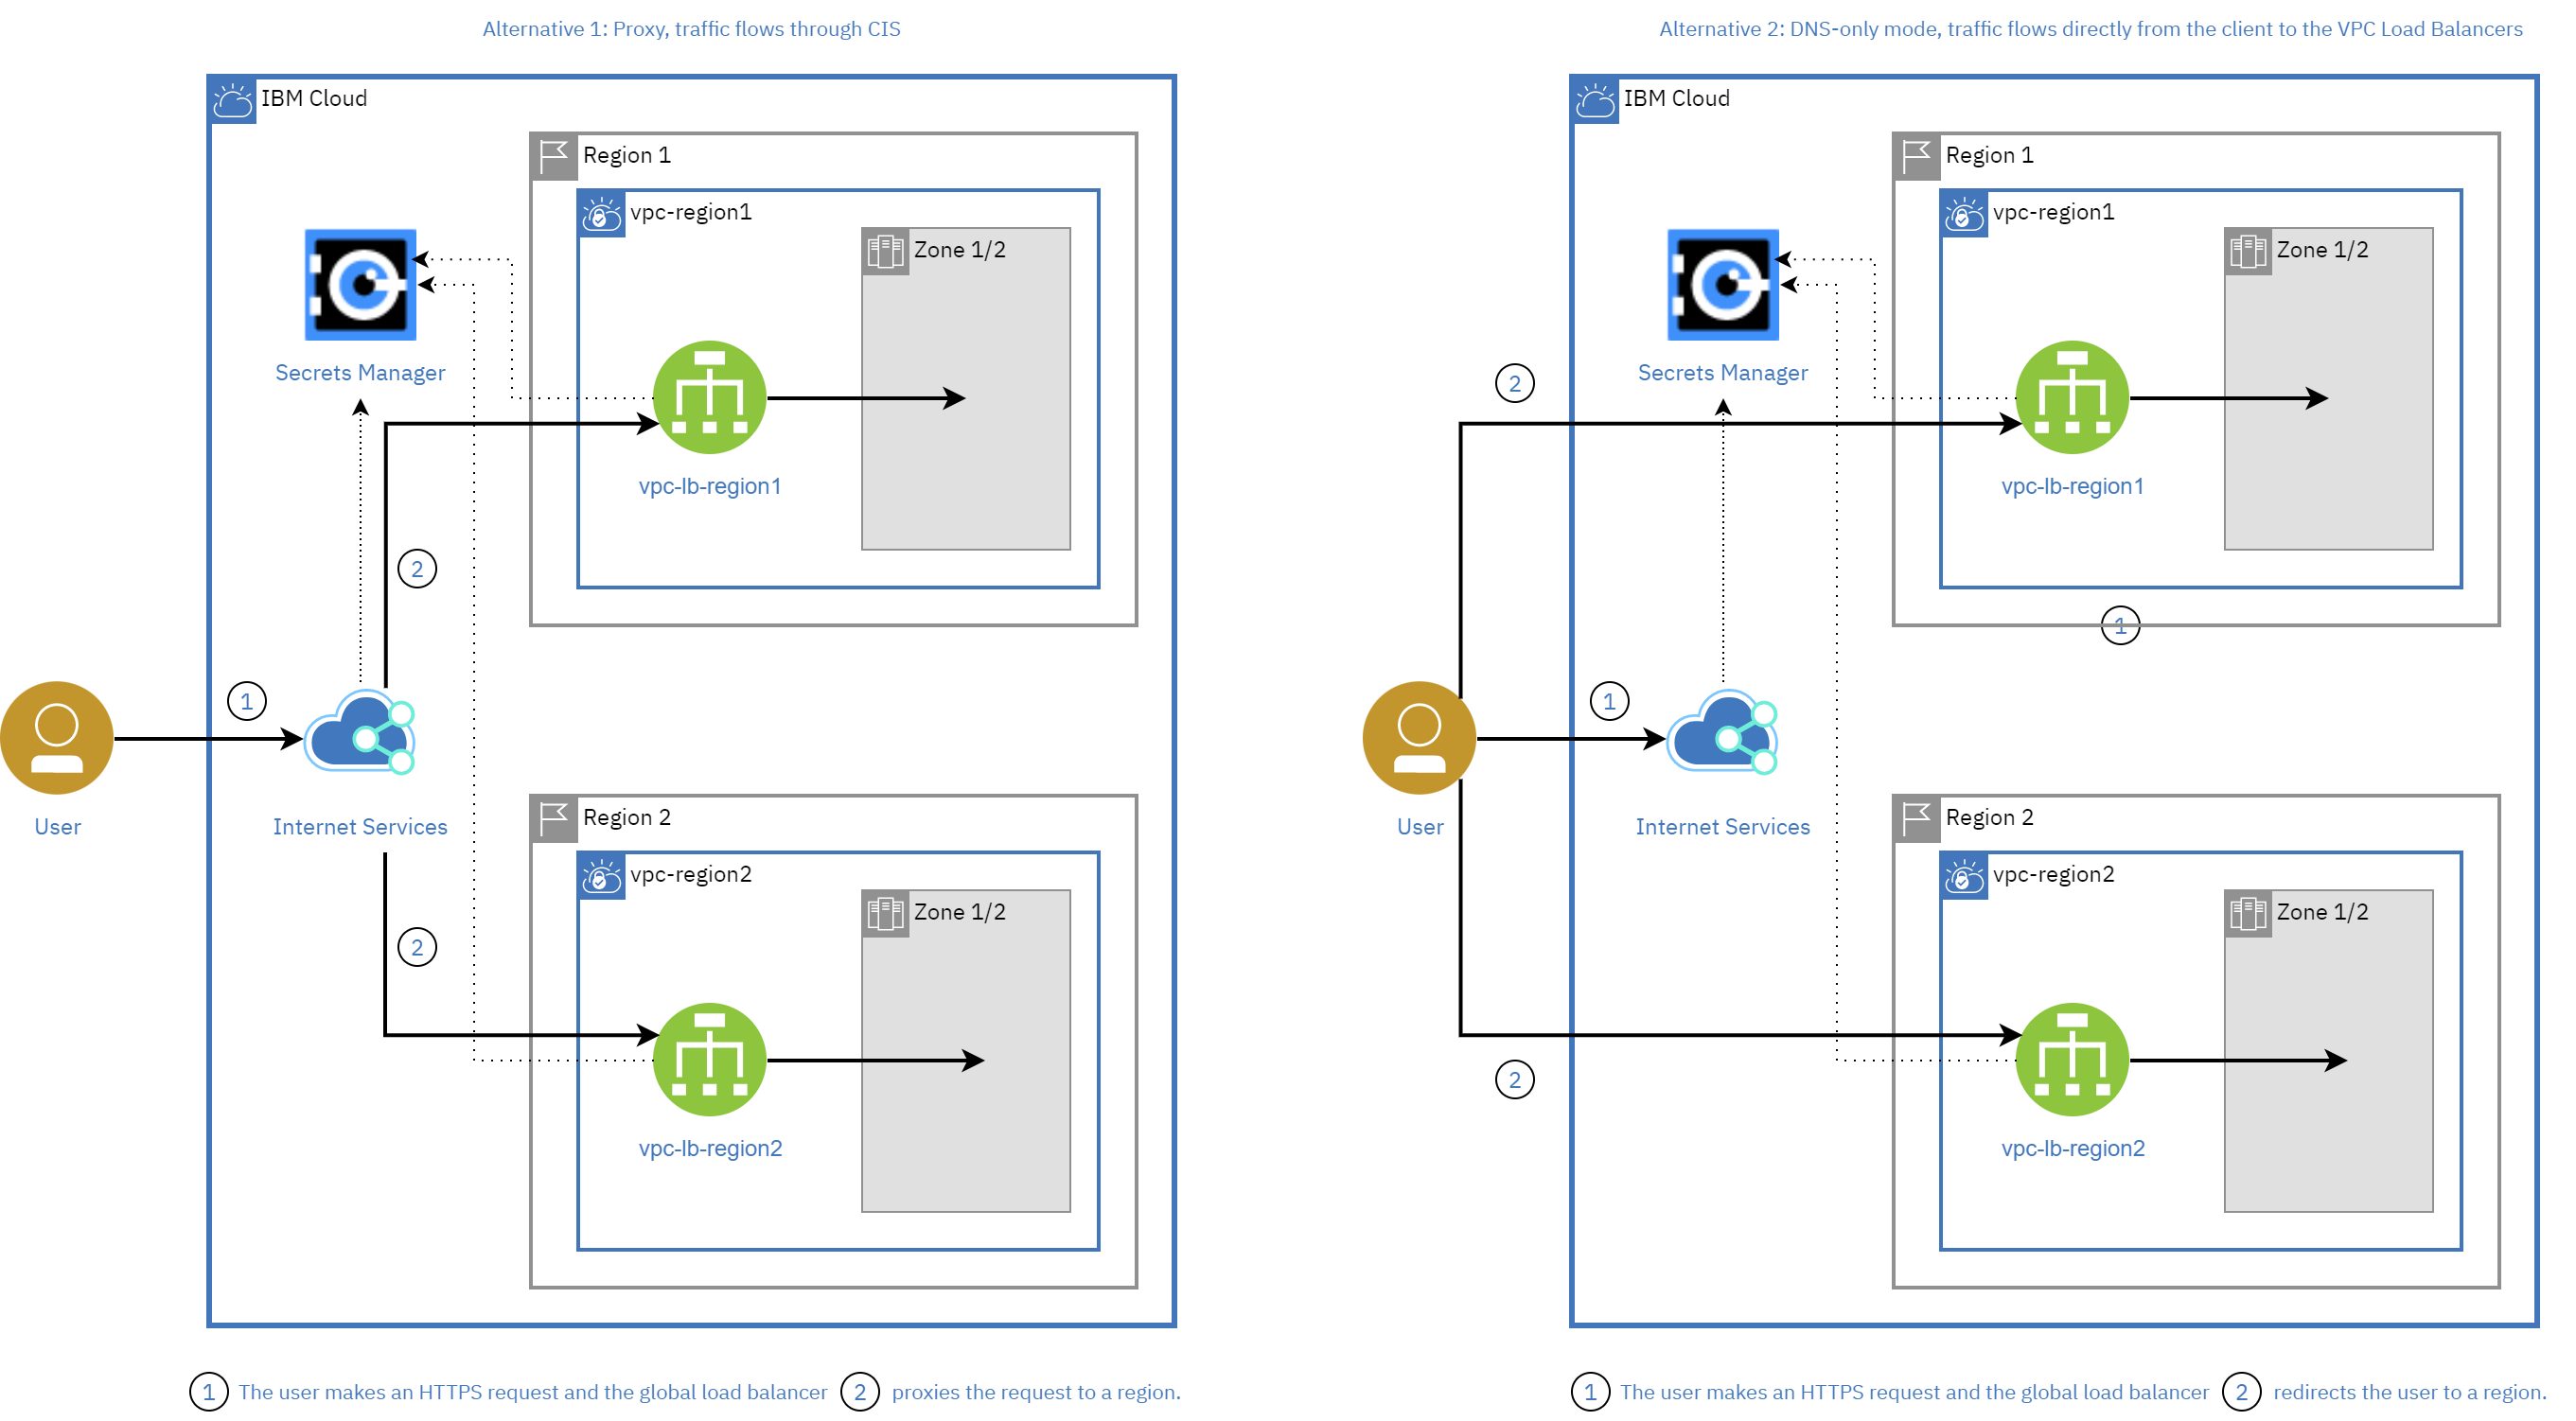 Alternative 1: Proxy, traffic flows through CIS
IBM Cloud
Region 1
vpc-region1
Zone 1/2
Secrets Manager
vpc-lb-region1
2
1
User
Internet Services
Region 2
vpc-region2
Zone 1/2
2
vpc-lb-region2
1 The user makes an HTTPS request and the global load balancer 2 proxies the request to a region.
Alternative 2: DNS-only mode, traffic flows directly from the client to the VPC Load Balancers
IBM Cloud
Region 1
vpc-region1
Zone 1/2
Secrets Manager
2
vpc-lb-region1
1
1
User
Internet Services
Region 2
vpc-region2
Zone 1/2
2
vpc-lb-region2
1 The user makes an HTTPS request and the global load balancer 2 redirects the user to a region.